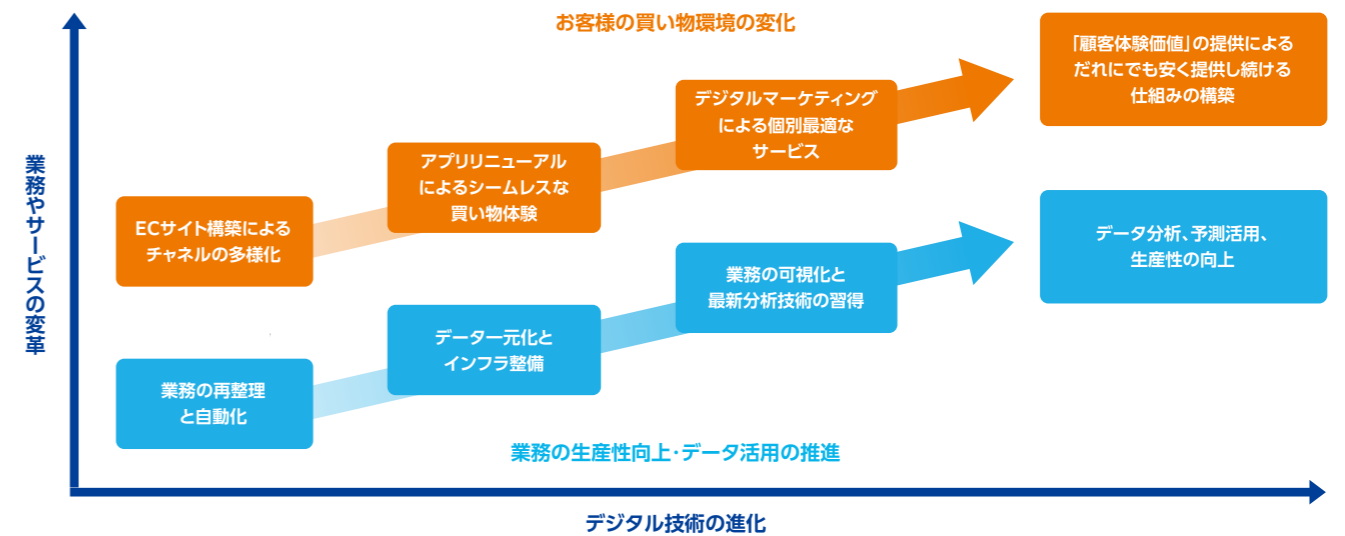 お客様の買い物環境の変化
「顧客体験価値」の提供による
だれにでも安く提供し続ける
仕組みの構築
デジタルマーケティング
による個別最適な
サービス
アプリリニューアル
によるシームレスな
買い物体験
ECサイト構築による
チャネルの多様化
業務やサービスの変革
データ分析、予測活用、
生産性の向上
業務の可視化と
最新分析技術の習得
データ一元化と
インフラ整備
業務の再整理
と自動化
業務の生産性向上・データ活用の推進
デジタル技術の進化